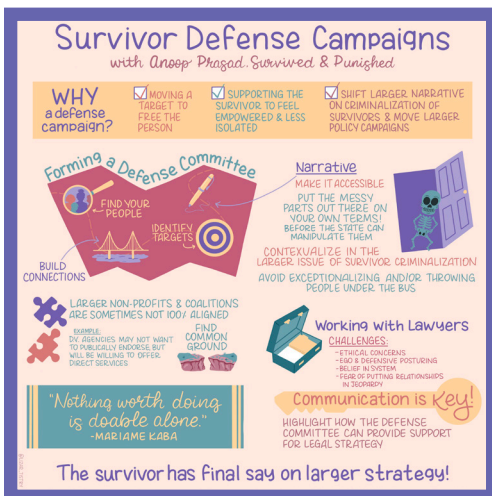 Survivor Defense Campaigns
with Anoop Prasad. Survived & Punished
WHY
a defense
campaign?
MOVING A
TARGET TO
FREE THE
PERSON
SUPPORTING THE
SURVIVOR TO FEEL
EMPOWERED & LESS
ISOLATED
SHIFT LARGER NARRATIVE
ON CRIMINALIZATION OF
SURVIVORS & MOVE LARGER
POLICY CAMPAIGNS
Forming a Defense Committee
FIND YOUR
PEOPLE
IDENTIFY
TARGETS
BUILD
CONNECTIONS
Narrative
MAKE IT ACCESSIBLE
PUT THE MESSY
PARTS OUT THERE ON
YOUR OWN TERMS!
BEFORE THE STATE CAN
MANIPULATE THEM
CONTEXUALIZE IN THE
LARGER ISSUE OF SURVIVOR CRIMINALIZATION
AVOID EXCEPTIONALIZING AND/OR THROWING
PEOPLE UNDER THE BUS
LARGER NON-PROFITS & COALITIONS
ARE SOMETIMES NOT 100% ALIGNED
EXAMPLE:
D.V. AGENCIES MAY NOT WANT
TO PUBLICALLY ENDORSE, BUT
WILL BE WILLING TO OFFER
DIRECT SERVICES
FIND
COMMON
GROUND
Working with Lawyers
CHALLENGES:
- ETHICAL CONCERNS
- EGO & DEFENSIVE POSTURING
- BELIEF IN SYSTEM
- FEAR OF PUTTING RELATIONSHIPS
IN JEOPARDY
Communication is Key!
HIGHLIGHT HOW THE DEFENSE
COMMITTEE CAN PROVIDE SUPPORT
FOR LEGAL STRATEGY
"Nothing worth doing
is doable alone."
-MARIAME KABA
The survivor has final say on larger strategy!